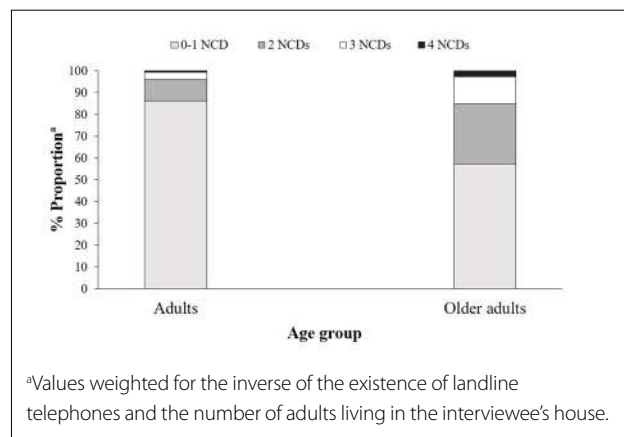 0-1 NCD 2 NCDs 3 NCDs 4 NCDs
100
90
80
70
60
50
40
30
20
10
0
% Proportionᵃ
Adults Older adults
Age group
ᵃValues weighted for the inverse of the existence of landline
telephones and the number of adults living in the interviewee’s house.